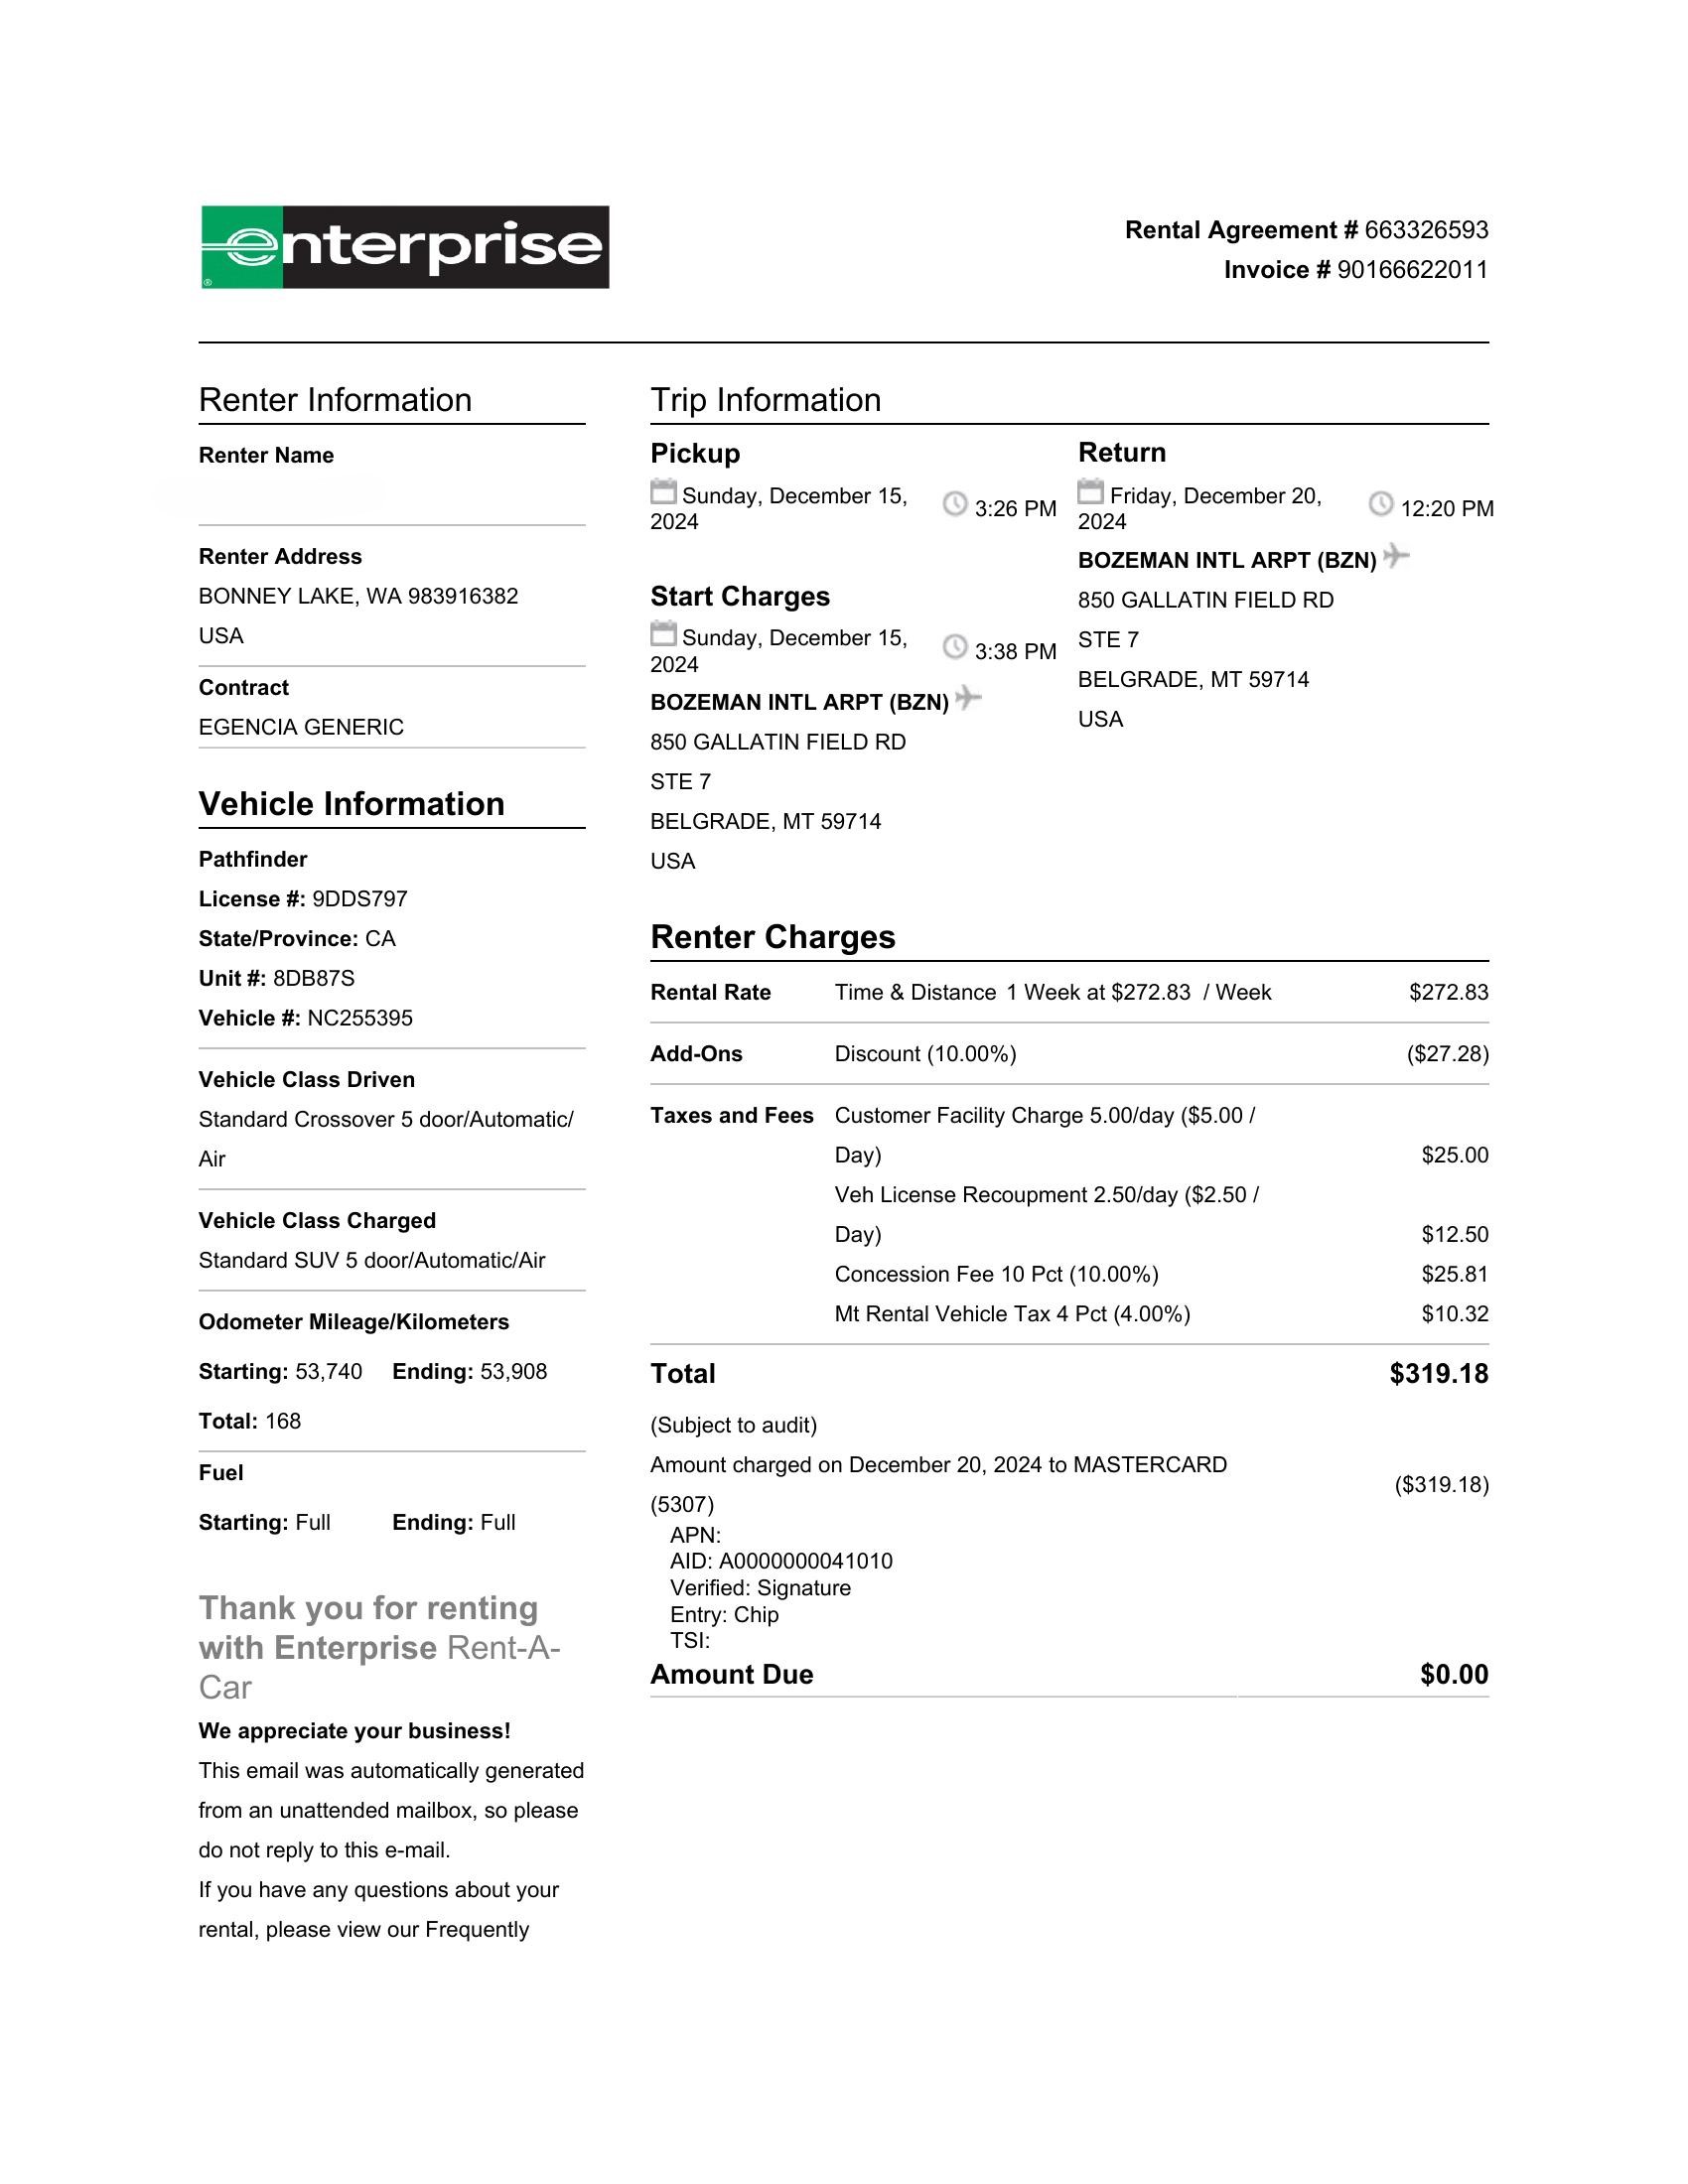 enterprise
®
Rental Agreement # 663326593
Invoice # 90166622011
Renter Information
Renter Name
Renter Address
BONNEY LAKE, WA 983916382
USA
Contract
EGENCIA GENERIC
Vehicle Information
Pathfinder
License #: 9DDS797
State/Province: CA
Unit #: 8DB87S
Vehicle #: NC255395
Vehicle Class Driven
Standard Crossover 5 door/Automatic/
Air
Vehicle Class Charged
Standard SUV 5 door/Automatic/Air
Odometer Mileage/Kilometers
Starting: 53,740 Ending: 53,908
Total: 168
Fuel
Starting: Full Ending: Full
Thank you for renting
with Enterprise Rent-A-
Car
We appreciate your business!
This email was automatically generated
from an unattended mailbox, so please
do not reply to this e-mail.
If you have any questions about your
rental, please view our Frequently
Trip Information
Pickup
Sunday, December 15,
2024
3:26 PM
Start Charges
Sunday, December 15,
2024
3:38 PM
BOZEMAN INTL ARPT (BZN)
850 GALLATIN FIELD RD
STE 7
BELGRADE, MT 59714
USA
Return
Friday, December 20,
2024
12:20 PM
BOZEMAN INTL ARPT (BZN)
850 GALLATIN FIELD RD
STE 7
BELGRADE, MT 59714
USA
Renter Charges
Rental Rate Time & Distance 1 Week at $272.83 / Week $272.83
Add-Ons Discount (10.00%) ($27.28)
Taxes and Fees Customer Facility Charge 5.00/day ($5.00 /
Day) $25.00
Veh License Recoupment 2.50/day ($2.50 /
Day) $12.50
Concession Fee 10 Pct (10.00%) $25.81
Mt Rental Vehicle Tax 4 Pct (4.00%) $10.32
Total $319.18
(Subject to audit)
Amount charged on December 20, 2024 to MASTERCARD
(5307)
($319.18)
APN:
AID: A0000000041010
Verified: Signature
Entry: Chip
TSI:
Amount Due $0.00